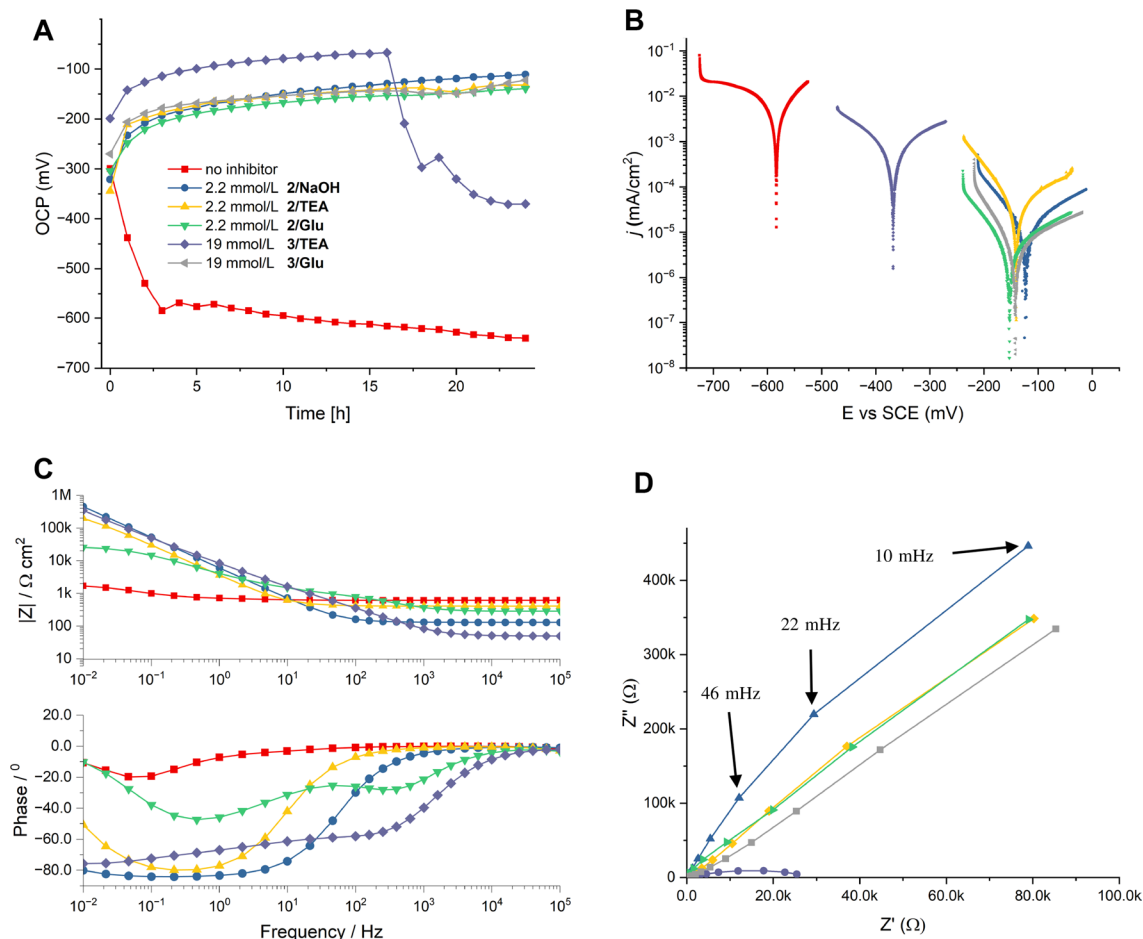 A
−100
−200
−300
−400
−500
−600
−700
OCP (mV)
no inhibitor
2.2 mmol/L 2/NaOH
2.2 mmol/L 2/TEA
2.2 mmol/L 2/Glu
19 mmol/L 3/TEA
19 mmol/L 3/Glu
0 5 10 15 20
Time [h]
B
10⁻¹
10⁻²
10⁻³
10⁻⁴
10⁻⁵
10⁻⁶
10⁻⁷
10⁻⁸
j (mA/cm²)
−700 −600 −500 −400 −300 −200 −100 0
E vs SCE (mV)
C
1M
100k
10k
1k
100
10
|Z| / Ω cm²
10⁻² 10⁻¹ 10⁰ 10¹ 10² 10³ 10⁴ 10⁵
20.0
0.0
−20.0
−40.0
−60.0
−80.0
Phase / ⁰
10⁻² 10⁻¹ 10⁰ 10¹ 10² 10³ 10⁴ 10⁵
Frequency / Hz
D
10 mHz
22 mHz
46 mHz
400k
300k
200k
100k
0
Z'' (Ω)
0.0 20.0k 40.0k 60.0k 80.0k 100.0k
Z' (Ω)